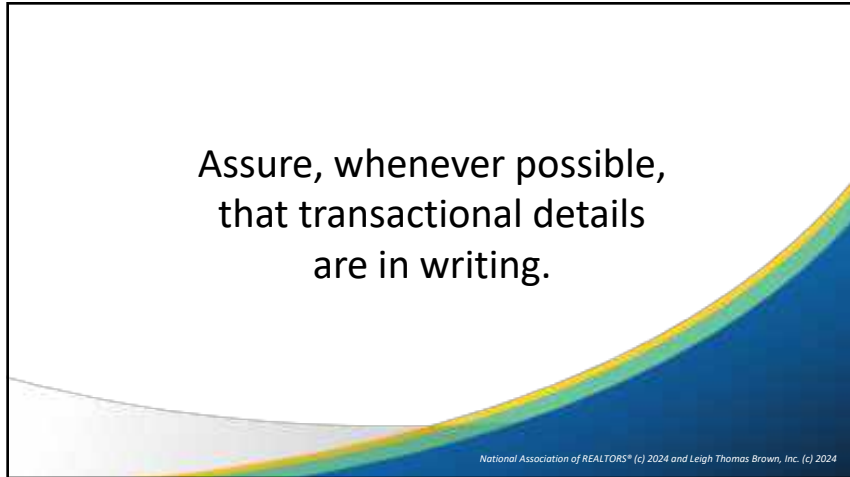 Assure, whenever possible,
that transactional details
are in writing.
National Association of REALTORS® (c) 2024 and Leigh Thomas Brown, Inc. (c) 2024